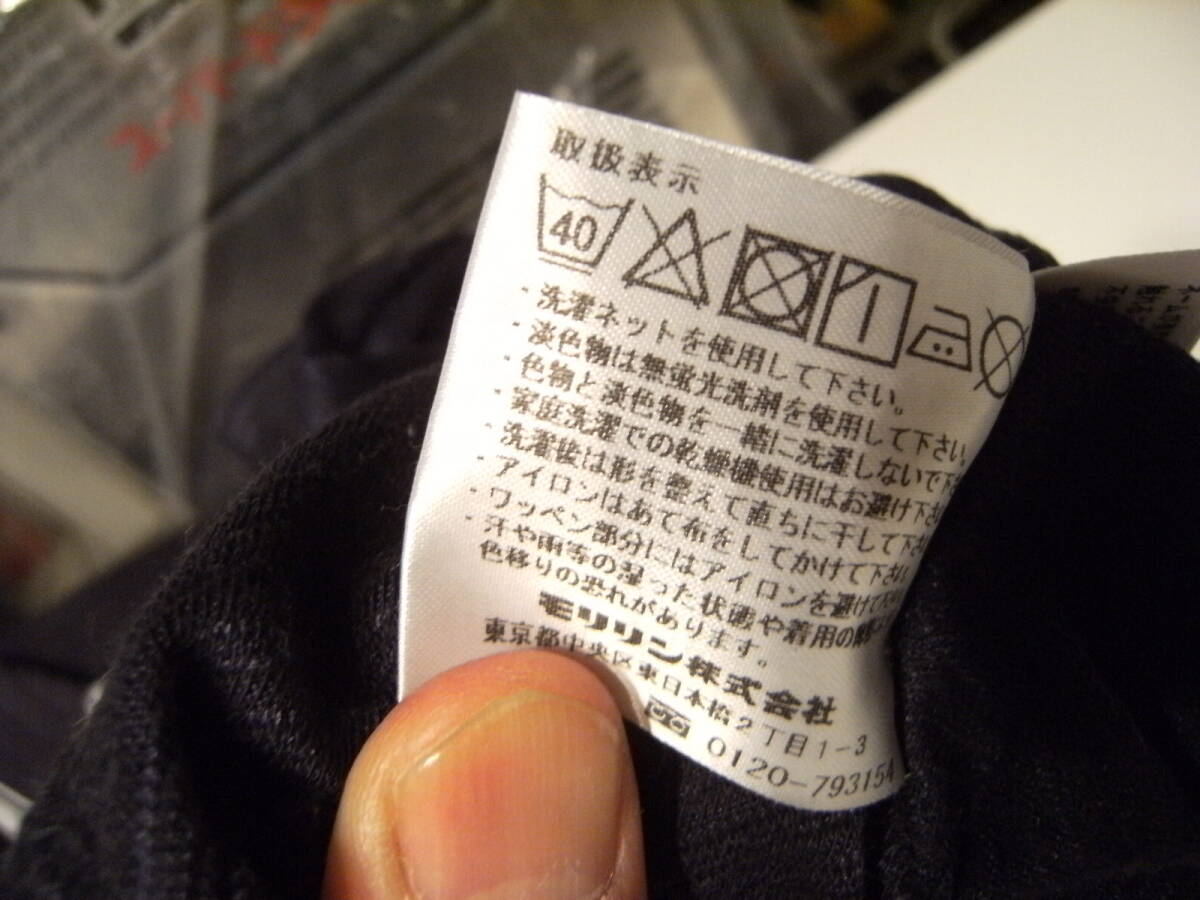 取扱表示
40
・洗濯ネットを使用して下さい。
・淡色物は無蛍光洗剤を使用して下さい。
・色物と淡色物を一緒に洗濯しないで下
・家庭洗濯での乾燥機使用はお避け下さ
・洗濯後は形を整えて直ちに干して下さ
・アイロンはあて布をしてかけて下さい
・ワッペン部分にはアイロンを避けて下さ
・汗や雨等の湿った状態や着用の摩
色移りの恐れがあります。
モリリン株式会社
東京都中央区東日本橋2丁目1-3
0120-793154